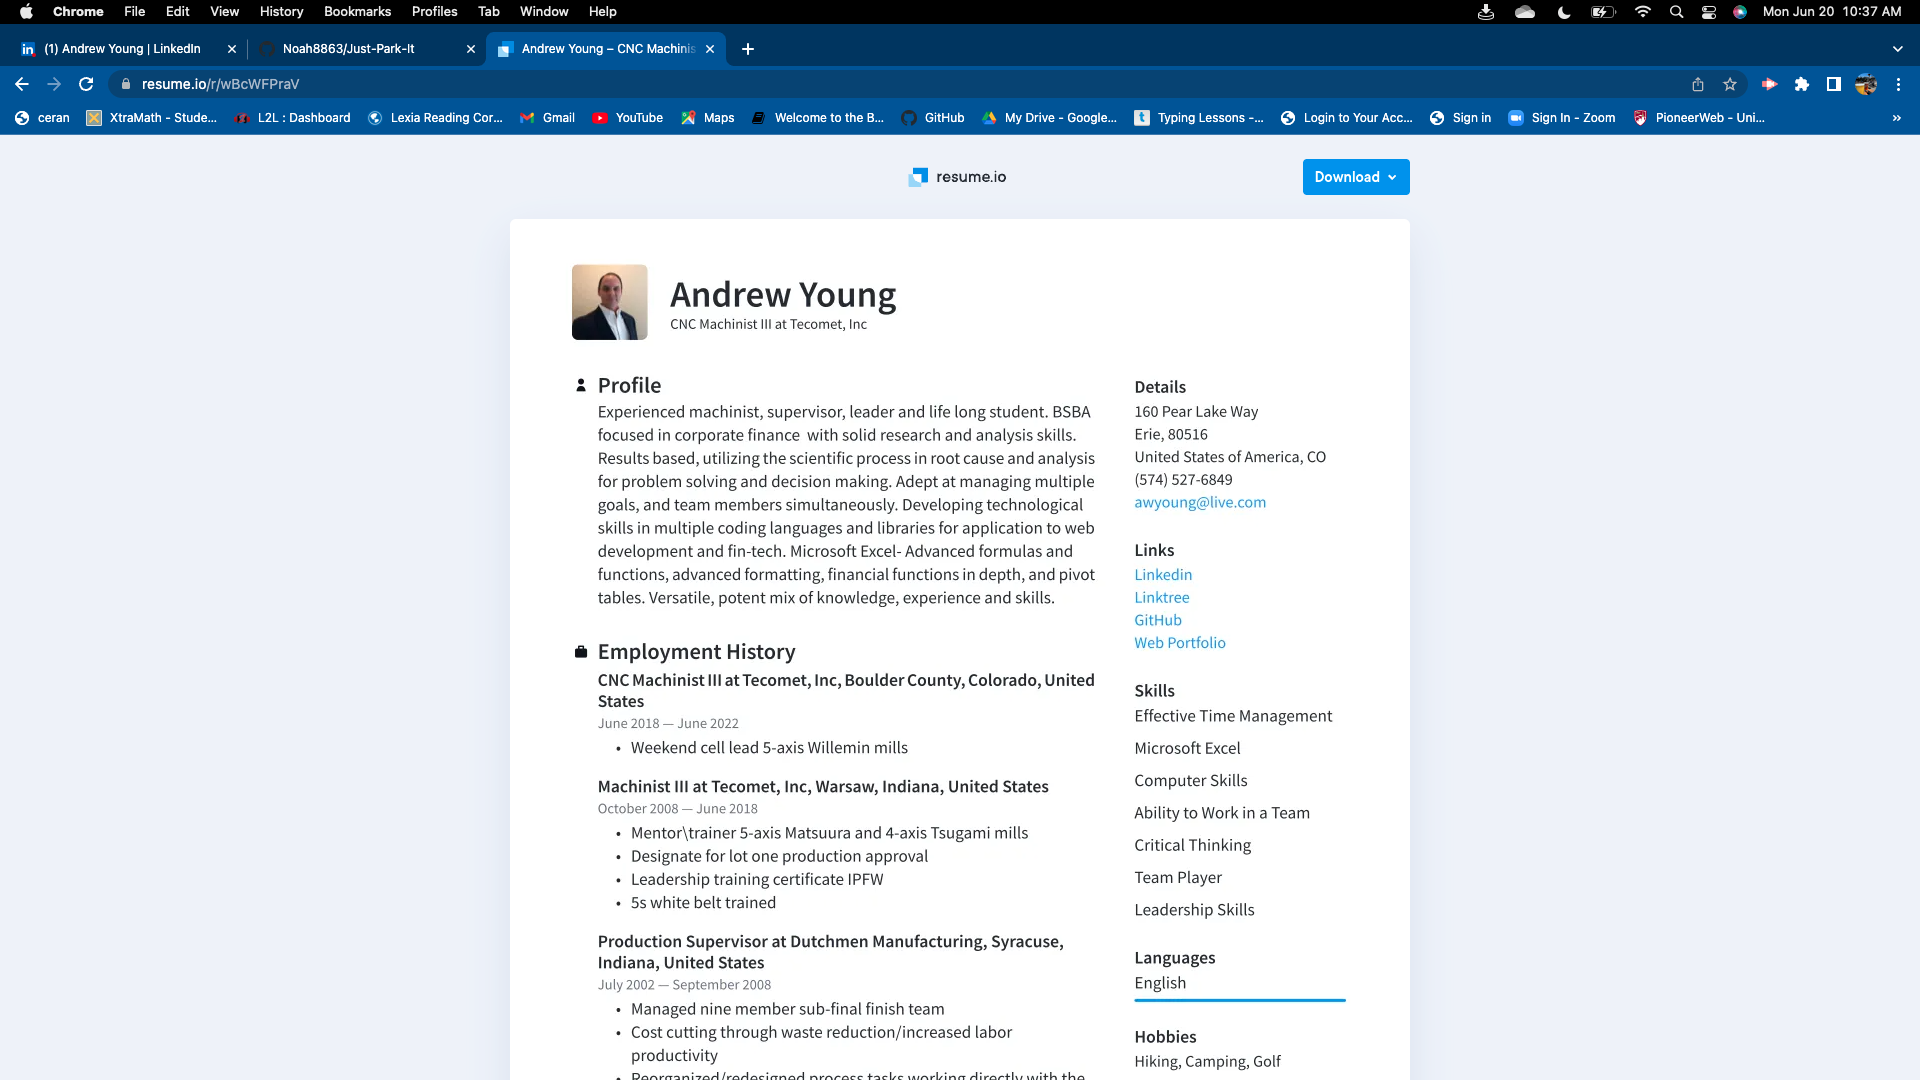 Chrome File Edit View History Bookmarks Profiles Tab Window Help Mon Jun 20 10:37 AM
(1) Andrew Young | LinkedIn Noah8863/Just-Park-It Andrew Young – CNC Machinis
resume.io/r/wBcWFPraV
ceran XtraMath - Stude... L2L : Dashboard Lexia Reading Cor... Gmail YouTube Maps Welcome to the B... GitHub My Drive - Google... Typing Lessons -... Login to Your Acc... Sign in Sign In - Zoom PioneerWeb - Uni... »
resume.io
Download
Andrew Young
CNC Machinist III at Tecomet, Inc
Profile
Experienced machinist, supervisor, leader and life long student. BSBA
focused in corporate finance with solid research and analysis skills.
Results based, utilizing the scientific process in root cause and analysis
for problem solving and decision making. Adept at managing multiple
goals, and team members simultaneously. Developing technological
skills in multiple coding languages and libraries for application to web
development and fin-tech. Microsoft Excel- Advanced formulas and
functions, advanced formatting, financial functions in depth, and pivot
tables. Versatile, potent mix of knowledge, experience and skills.
Employment History
CNC Machinist III at Tecomet, Inc, Boulder County, Colorado, United
States
June 2018 — June 2022
• Weekend cell lead 5-axis Willemin mills
Machinist III at Tecomet, Inc, Warsaw, Indiana, United States
October 2008 — June 2018
• Mentor\trainer 5-axis Matsuura and 4-axis Tsugami mills
• Designate for lot one production approval
• Leadership training certificate IPFW
• 5s white belt trained
Production Supervisor at Dutchmen Manufacturing, Syracuse,
Indiana, United States
July 2002 — September 2008
• Managed nine member sub-final finish team
• Cost cutting through waste reduction/increased labor
productivity
• Reorganized/redesigned process tasks working directly with the
Details
160 Pear Lake Way
Erie, 80516
United States of America, CO
(574) 527-6849
awyoung@live.com
Links
Linkedin
Linktree
GitHub
Web Portfolio
Skills
Effective Time Management
Microsoft Excel
Computer Skills
Ability to Work in a Team
Critical Thinking
Team Player
Leadership Skills
Languages
English
Hobbies
Hiking, Camping, Golf